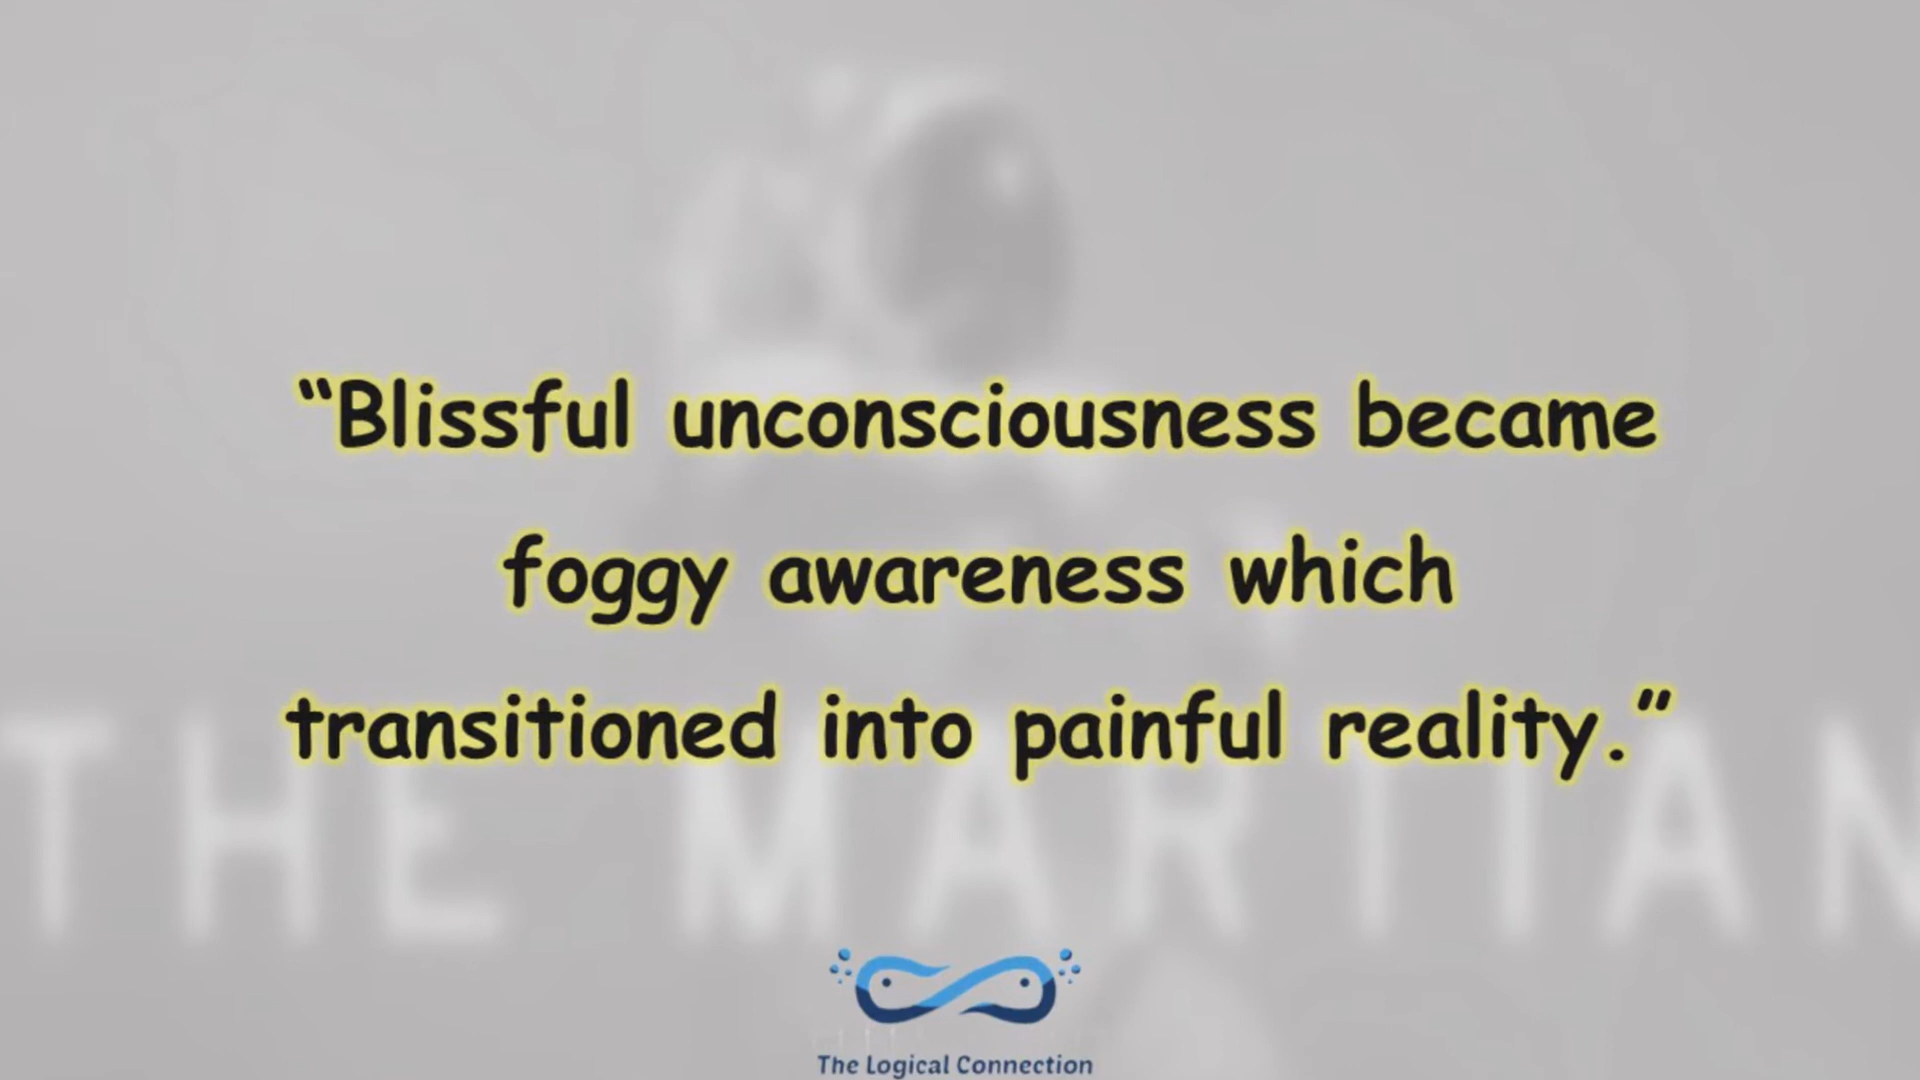 “Blissful unconsciousness became
foggy awareness which
transitioned into painful reality.”
THE MARTIAN
The Logical Connection